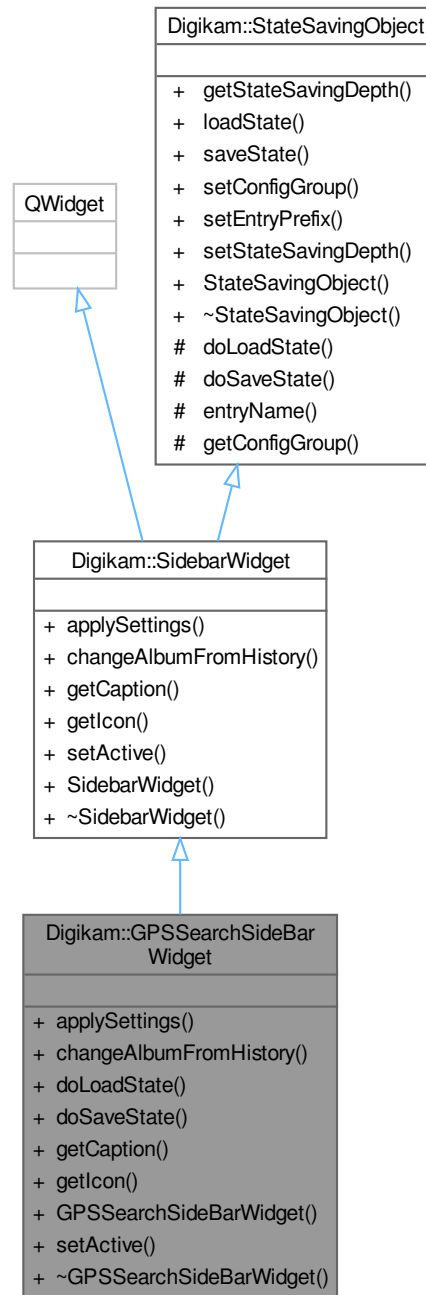 Digikam::StateSavingObject
+ getStateSavingDepth()
+ loadState()
+ saveState()
+ setConfigGroup()
+ setEntryPrefix()
+ setStateSavingDepth()
+ StateSavingObject()
+ ~StateSavingObject()
# doLoadState()
# doSaveState()
# entryName()
# getConfigGroup()
QWidget
Digikam::SidebarWidget
+ applySettings()
+ changeAlbumFromHistory()
+ getCaption()
+ getIcon()
+ setActive()
+ SidebarWidget()
+ ~SidebarWidget()
Digikam::GPSSearchSideBar
Widget
+ applySettings()
+ changeAlbumFromHistory()
+ doLoadState()
+ doSaveState()
+ getCaption()
+ getIcon()
+ GPSSearchSideBarWidget()
+ setActive()
+ ~GPSSearchSideBarWidget()